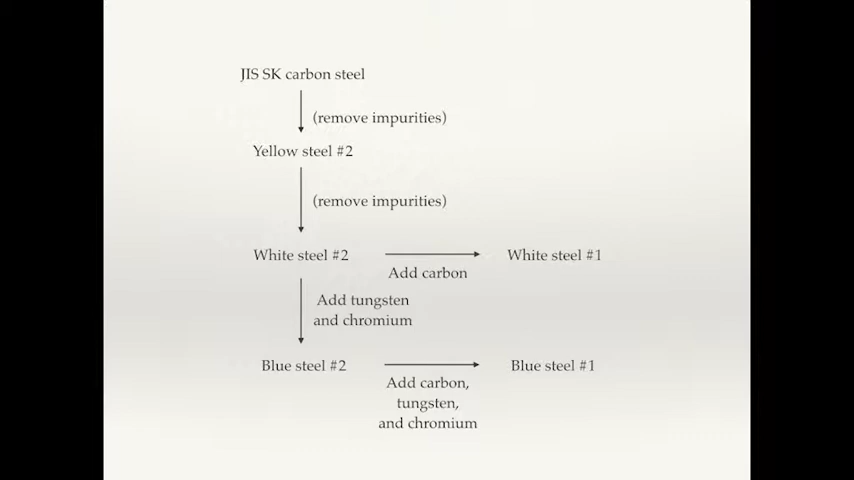 JIS SK carbon steel
(remove impurities)
Yellow steel #2
(remove impurities)
White steel #2
Add carbon
White steel #1
Add tungsten
and chromium
Blue steel #2
Add carbon,
tungsten,
and chromium
Blue steel #1